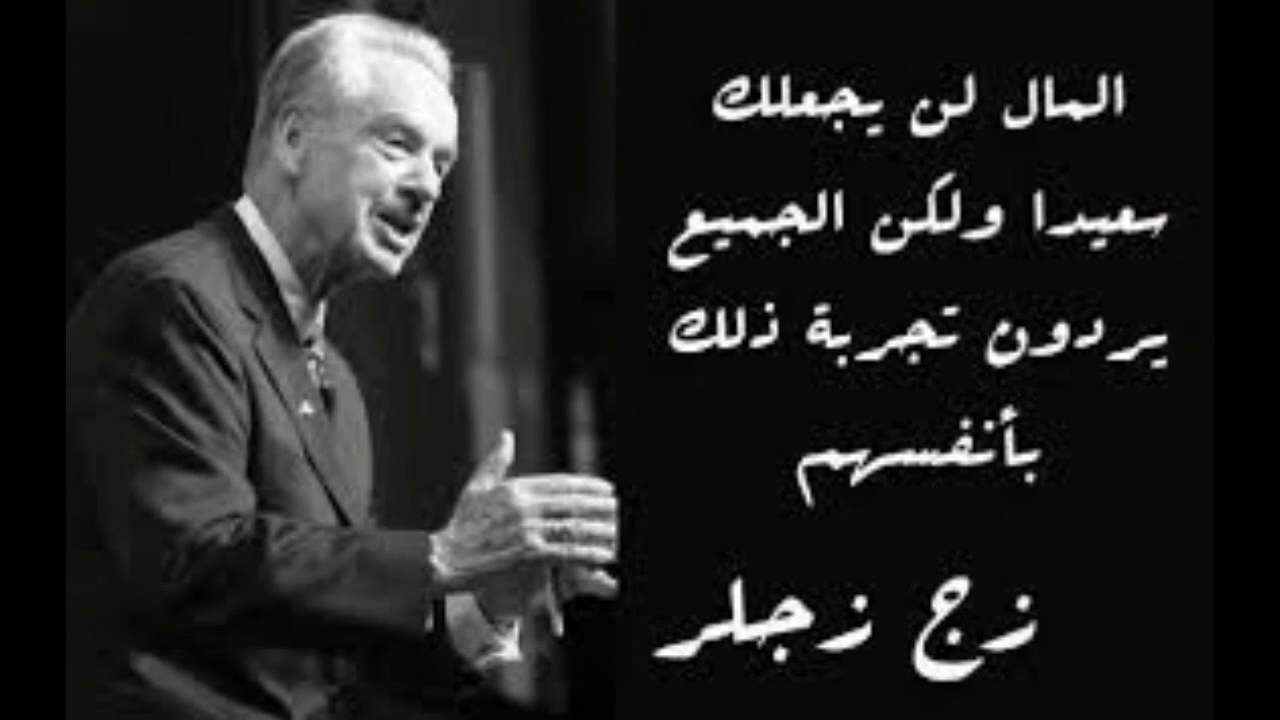 المال لن يجعلك
سعيدا ولكن الجميع
يردون تجربة ذلك
بأنفسهم
زج زجلر